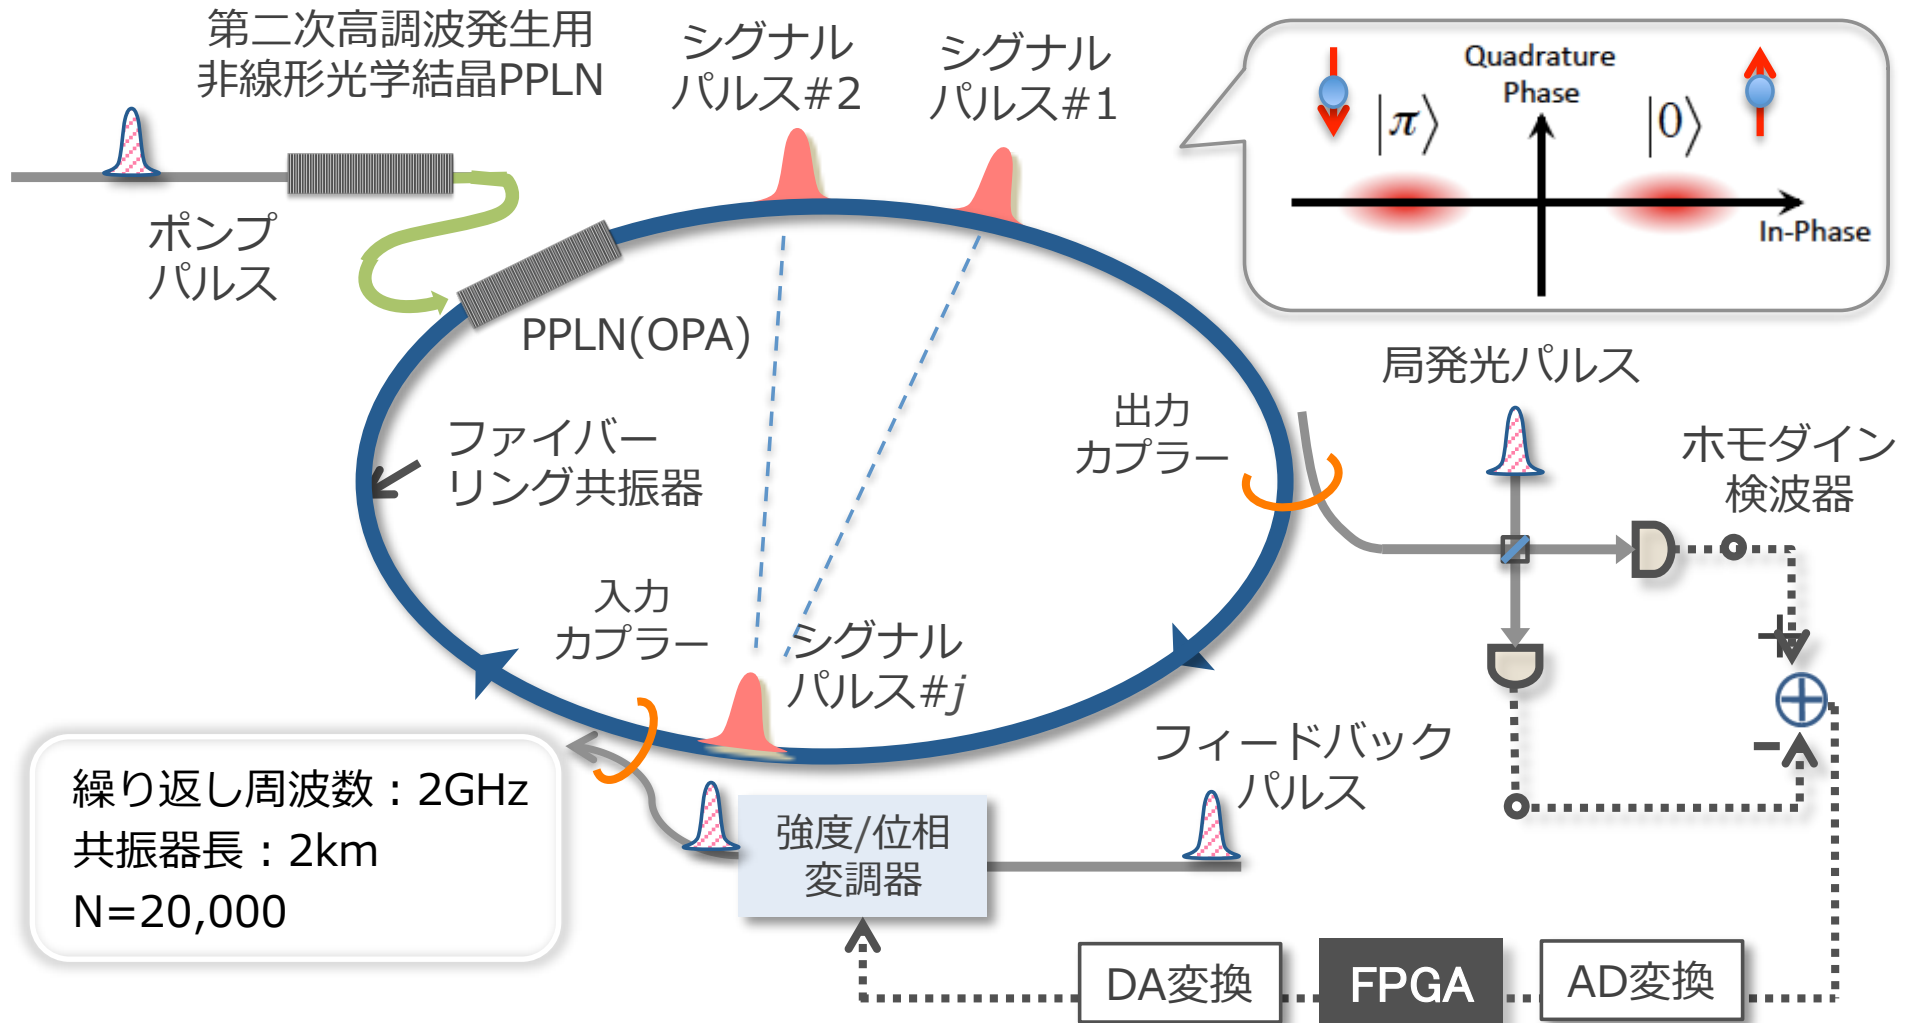 第二次高調波発生用
非線形光学結晶PPLN
シグナル
パルス#2
シグナル
パルス#1
Quadrature
Phase
|π⟩
|0⟩
In-Phase
ポンプ
パルス
PPLN(OPA)
局発光パルス
出力
カプラー
ファイバー
リング共振器
ホモダイン
検波器
入力
カプラー
シグナル
パルス#j
+
-
フィードバック
パルス
繰り返し周波数：2GHz
共振器長：2km
N=20,000
強度/位相
変調器
DA変換
FPGA
AD変換